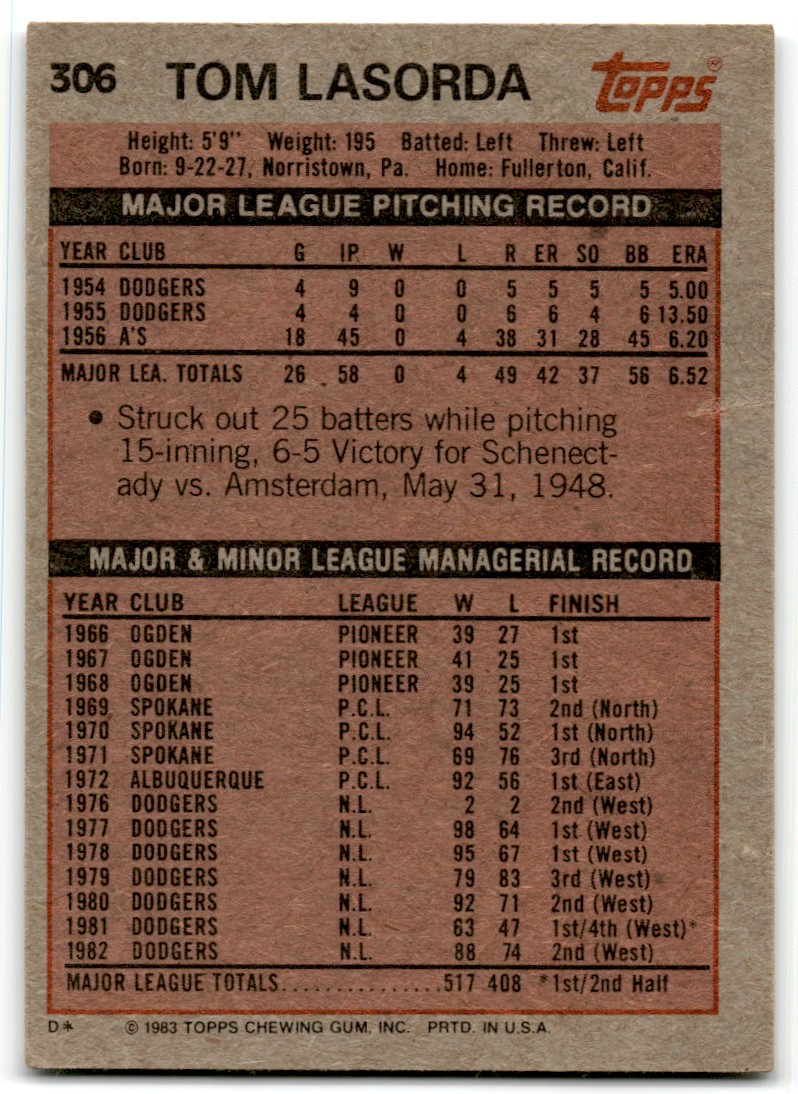 306 TOM LASORDA TOPPS®
Height: 5'9" Weight: 195 Batted: Left Threw: Left
Born: 9-22-27, Norristown, Pa. Home: Fullerton, Calif.
MAJOR LEAGUE PITCHING RECORD
YEAR CLUB G IP W L R ER SO BB ERA
1954 DODGERS 4 9 0 0 5 5 5 5 5.00
1955 DODGERS 4 4 0 0 6 6 4 6 13.50
1956 A'S 18 45 0 4 38 31 28 45 6.20
MAJOR LEA. TOTALS 26 58 0 4 49 42 37 56 6.52
• Struck out 25 batters while pitching
15-inning, 6-5 Victory for Schenect-
ady vs. Amsterdam, May 31, 1948.
MAJOR & MINOR LEAGUE MANAGERIAL RECORD
YEAR CLUB LEAGUE W L FINISH
1966 OGDEN PIONEER 39 27 1st
1967 OGDEN PIONEER 41 25 1st
1968 OGDEN PIONEER 39 25 1st
1969 SPOKANE P.C.L. 71 73 2nd (North)
1970 SPOKANE P.C.L. 94 52 1st (North)
1971 SPOKANE P.C.L. 69 76 3rd (North)
1972 ALBUQUERQUE P.C.L. 92 56 1st (East)
1976 DODGERS N.L. 2 2 2nd (West)
1977 DODGERS N.L. 98 64 1st (West)
1978 DODGERS N.L. 95 67 1st (West)
1979 DODGERS N.L. 79 83 3rd (West)
1980 DODGERS N.L. 92 71 2nd (West)
1981 DODGERS N.L. 63 47 1st/4th (West)*
1982 DODGERS N.L. 88 74 2nd (West)
MAJOR LEAGUE TOTALS...............517 408 *1st/2nd Half
D* © 1983 TOPPS CHEWING GUM, INC. PRTD. IN U.S.A.